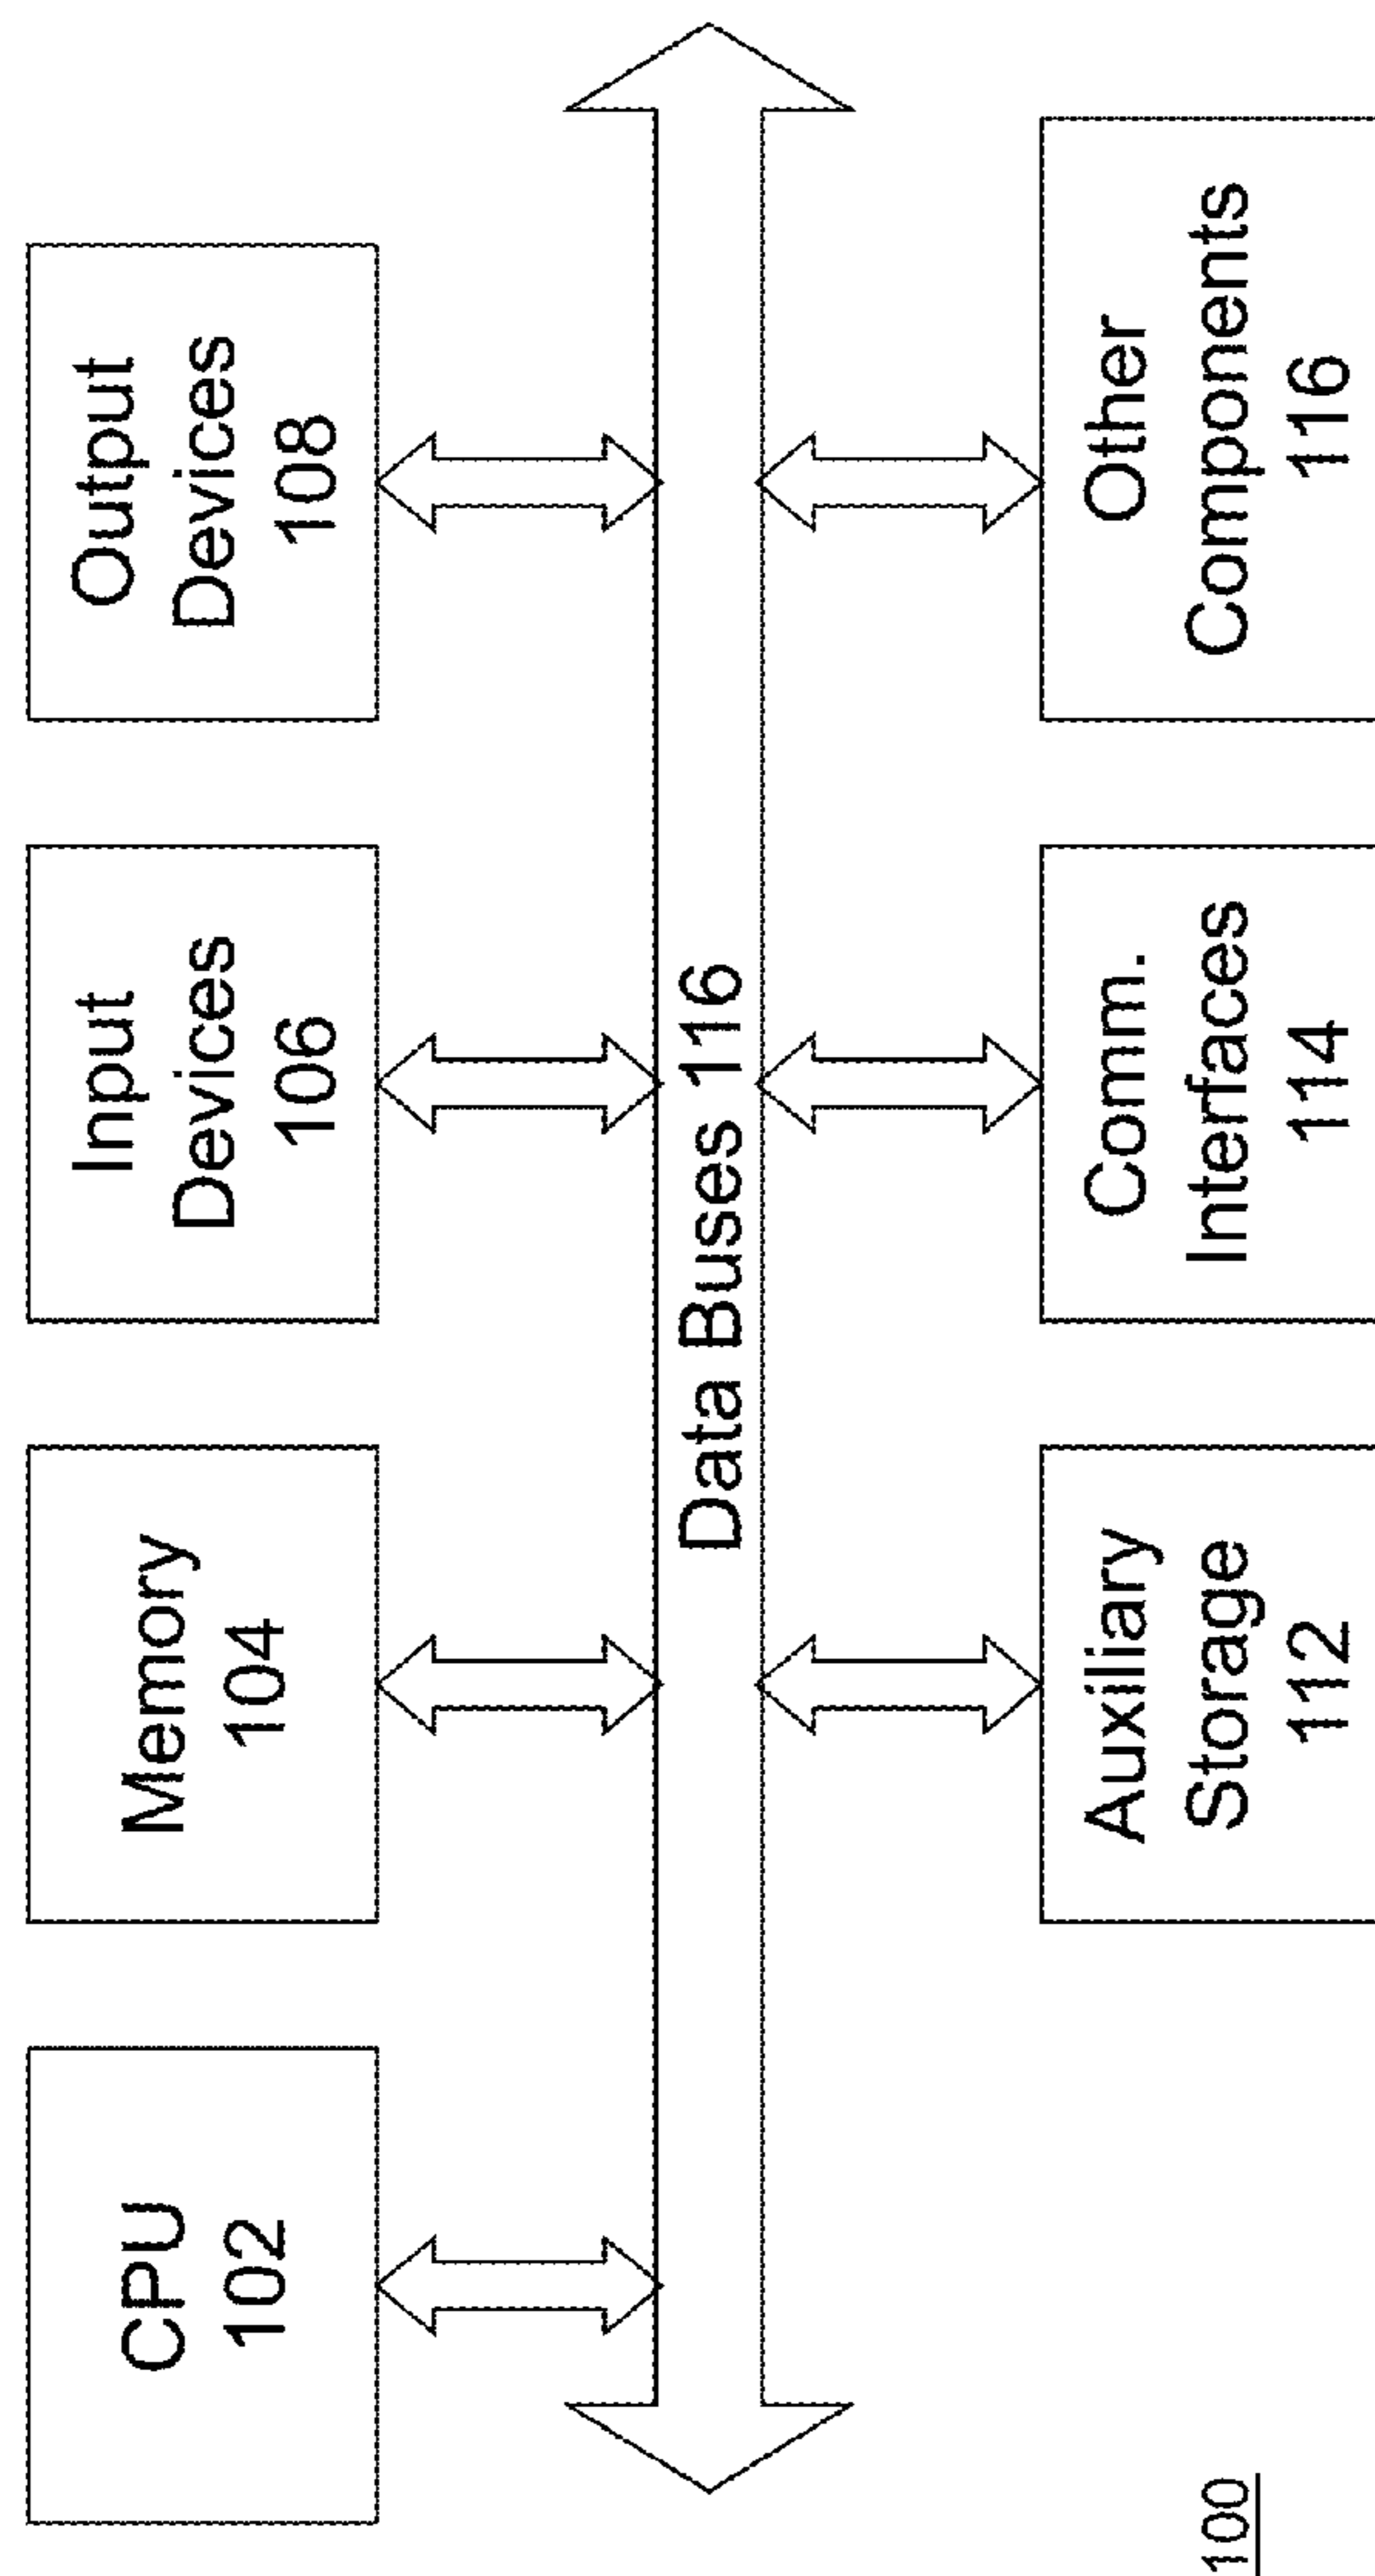 CPU
102
Memory
104
Input
Devices
106
Output
Devices
108
Data Buses 116
Auxiliary
Storage
112
Comm.
Interfaces
114
Other
Components
116
100